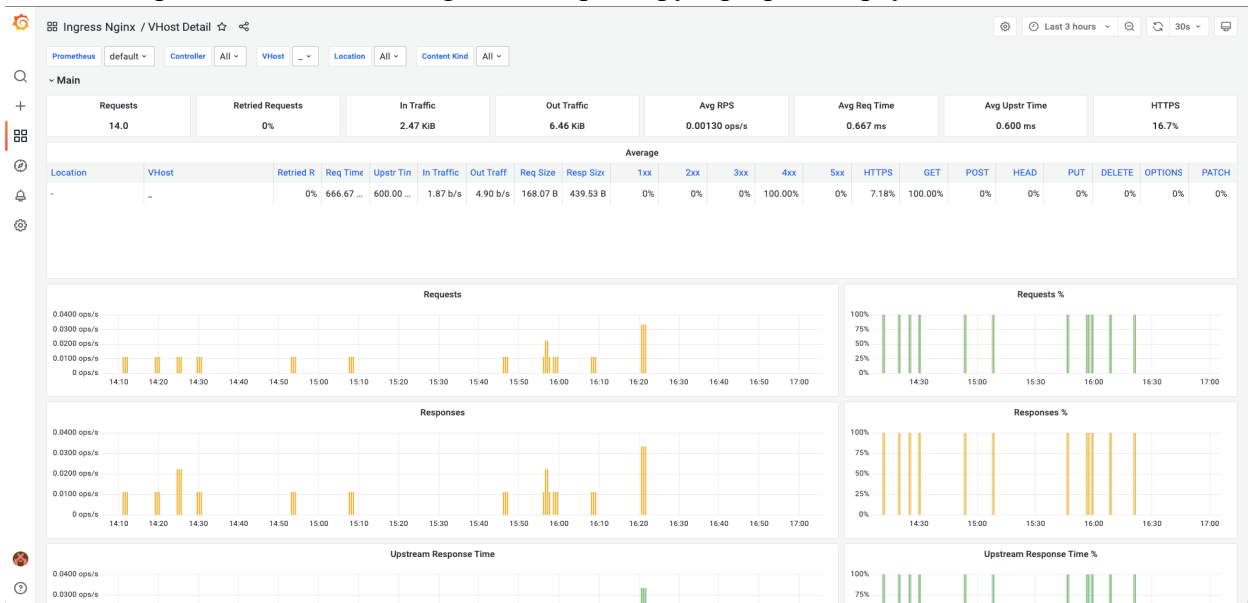 Ingress Nginx / VHost Detail
Last 3 hours
30s
Prometheus default Controller All VHost _ Location All Content Kind All
Main
Requests Retried Requests In Traffic Out Traffic Avg RPS Avg Req Time Avg Upstr Time HTTPS
14.0 0% 2.47 KiB 6.46 KiB 0.00130 ops/s 0.667 ms 0.600 ms 16.7%
Average
Location VHost Retried R Req Time Upstr Tin In Traffic Out Traff Req Size Resp Size 1xx 2xx 3xx 4xx 5xx HTTPS GET POST HEAD PUT DELETE OPTIONS PATCH
- _ 0% 666.67 ... 600.00 ... 1.87 b/s 4.90 b/s 168.07 B 439.53 B 0% 0% 0% 100.00% 0% 7.18% 100.00% 0% 0% 0% 0% 0% 0%
Requests
0.0400 ops/s
0.0300 ops/s
0.0200 ops/s
0.0100 ops/s
0 ops/s
14:10 14:20 14:30 14:40 14:50 15:00 15:10 15:20 15:30 15:40 15:50 16:00 16:10 16:20 16:30 16:40 16:50 17:00
Requests %
100%
75%
50%
25%
0%
14:30 15:00 15:30 16:00 16:30 17:00
Responses
0.0400 ops/s
0.0300 ops/s
0.0200 ops/s
0.0100 ops/s
0 ops/s
14:10 14:20 14:30 14:40 14:50 15:00 15:10 15:20 15:30 15:40 15:50 16:00 16:10 16:20 16:30 16:40 16:50 17:00
Responses %
100%
75%
50%
25%
0%
14:30 15:00 15:30 16:00 16:30 17:00
Upstream Response Time
0.0400 ops/s
0.0300 ops/s
Upstream Response Time %
100%
75%